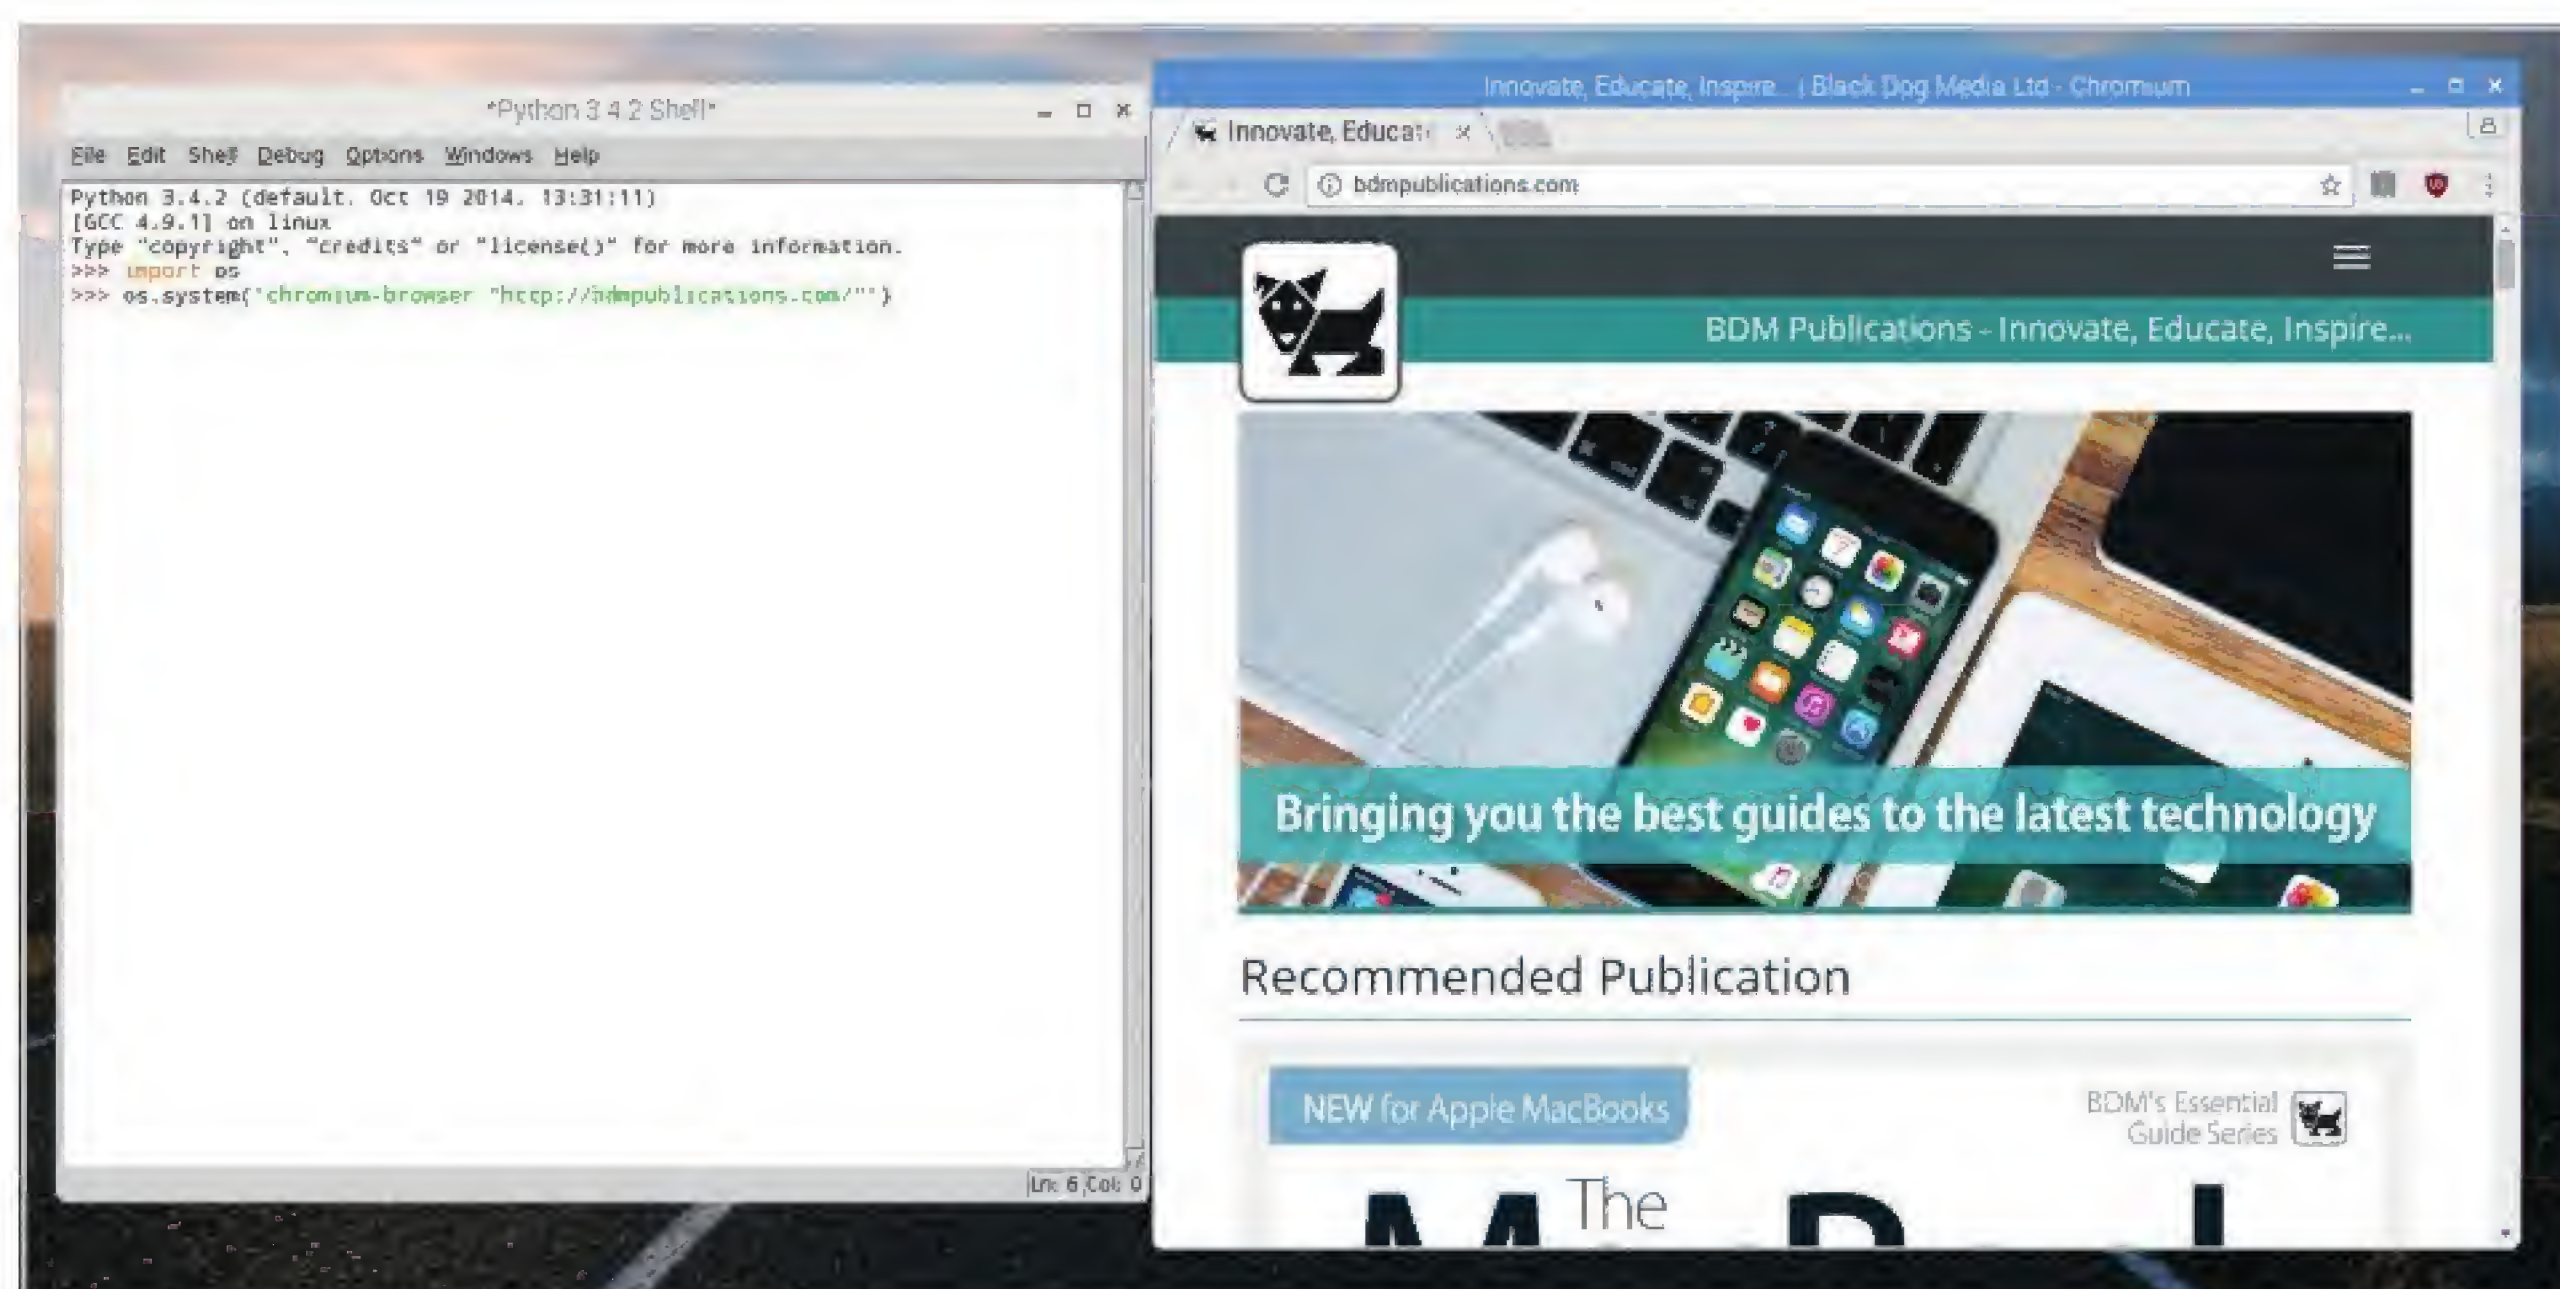 *Python 3.4.2 Shell*
File Edit Shell Debug Options Windows Help
Python 3.4.2 (default, Oct 19 2014, 13:31:11)
[GCC 4.9.1] on linux
Type "copyright", "credits" or "license()" for more information.
>>> import os
>>> os.system('chromium-browser "http://bdmpublications.com/"')
Ln: 6 Col: 0
Innovate, Educate, Inspire... | Black Dog Media Ltd - Chromium
Innovate, Educat
bdmpublications.com
BDM Publications - Innovate, Educate, Inspire...
Bringing you the best guides to the latest technology
Recommended Publication
NEW for Apple MacBooks
BDM's Essential
Guide Series
The